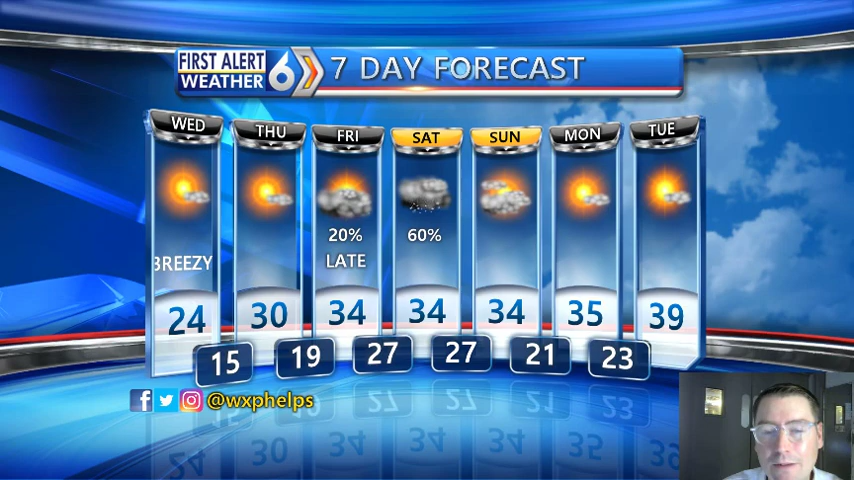 FIRST ALERT
WEATHER 6
7 DAY FORECAST
WED THU FRI SAT SUN MON TUE
20% 60%
BREEZY LATE
24 30 34 34 34 35 39
15 19 27 27 21 23
@wxphelps